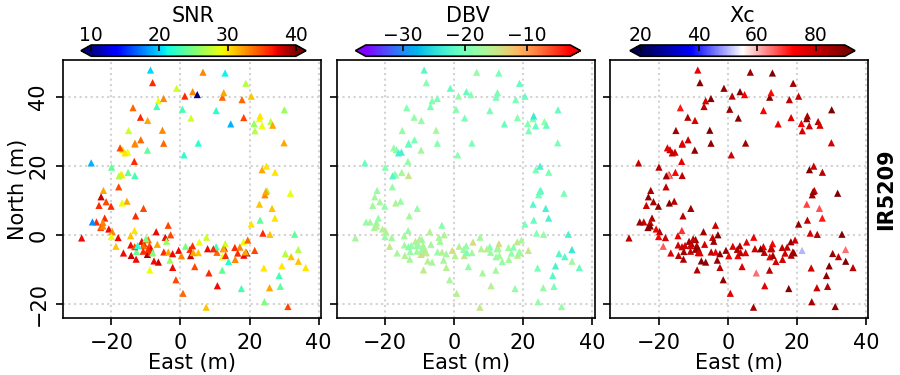 SNR DBV Xc
10 20 30 40 −30 −20 −10 20 40 60 80
North (m)
40
20
0
−20
IR5209
−20 0 20 40 −20 0 20 40 −20 0 20 40
East (m) East (m) East (m)